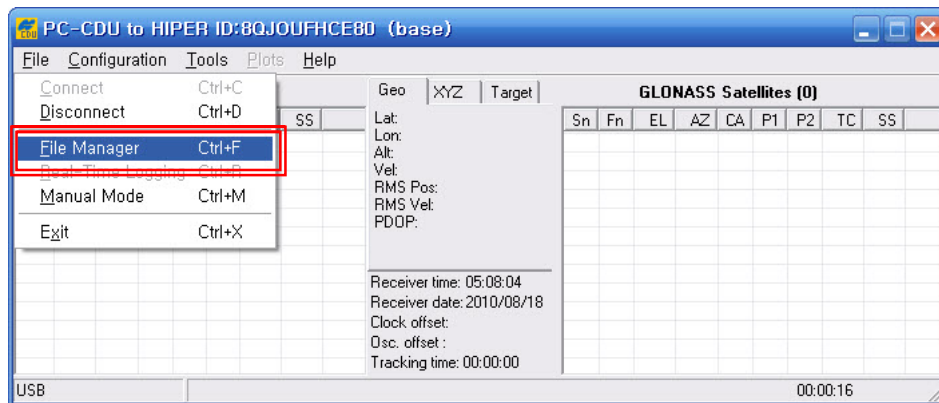 PC-CDU to HIPER ID:8QJOUFHCE80 (base)
File Configuration Tools Plots Help
Connect Ctrl+C
Disconnect Ctrl+D
File Manager Ctrl+F
Real-Time Logging Ctrl+R
Manual Mode Ctrl+M
Exit Ctrl+X
SS
Geo XYZ Target
Lat:
Lon:
Alt:
Vel:
RMS Pos:
RMS Vel:
PDOP:
Receiver time: 05:08:04
Receiver date: 2010/08/18
Clock offset:
Osc. offset :
Tracking time: 00:00:00
GLONASS Satellites (0)
Sn Fn EL AZ CA P1 P2 TC SS
USB
00:00:16